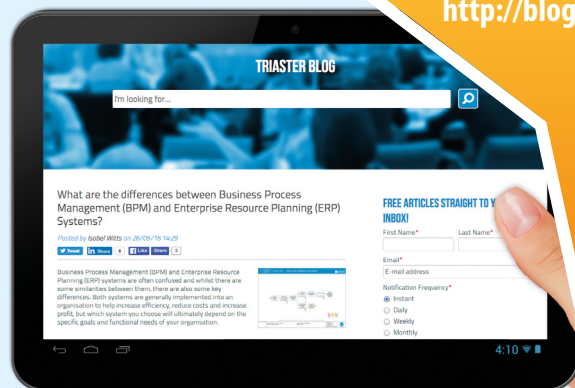 http://blog
TRIASTER BLOG
I'm looking for...
What are the differences between Business Process
Management (BPM) and Enterprise Resource Planning (ERP)
Systems?
Posted by Isobel Witts on 26/05/16 14:29
Tweet Share 6 Like Share 3
Business Process Management (BPM) and Enterprise Resource
Planning (ERP) systems are often confused and whilst there are
some similarities between them, there are also some key
differences. Both systems are generally implemented into an
organisation to help increase efficiency, reduce costs and increase
profit, but which system you choose will ultimately depend on the
specific goals and functional needs of your organisation.
FREE ARTICLES STRAIGHT TO Y
INBOX!
First Name* Last Name*
Email*
E-mail address
Notification Frequency*
Instant
Daily
Weekly
Monthly
4:10